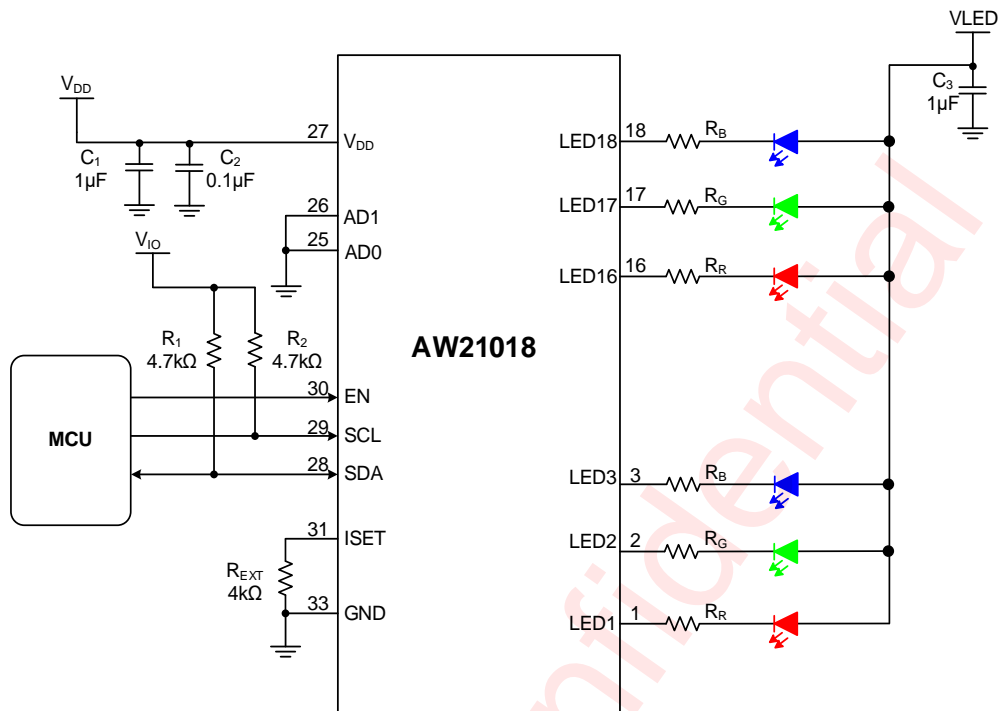 VLED
C3
1μF
VDD
C1
1μF
C2
0.1μF
27
VDD
26
AD1
25
AD0
VIO
R1
4.7kΩ
R2
4.7kΩ
AW21018
MCU
30
EN
29
SCL
28
SDA
31
ISET
REXT
4kΩ
33
GND
LED18
18
RB
LED17
17
RG
LED16
16
RR
LED3
3
RB
LED2
2
RG
LED1
1
RR
nfidential